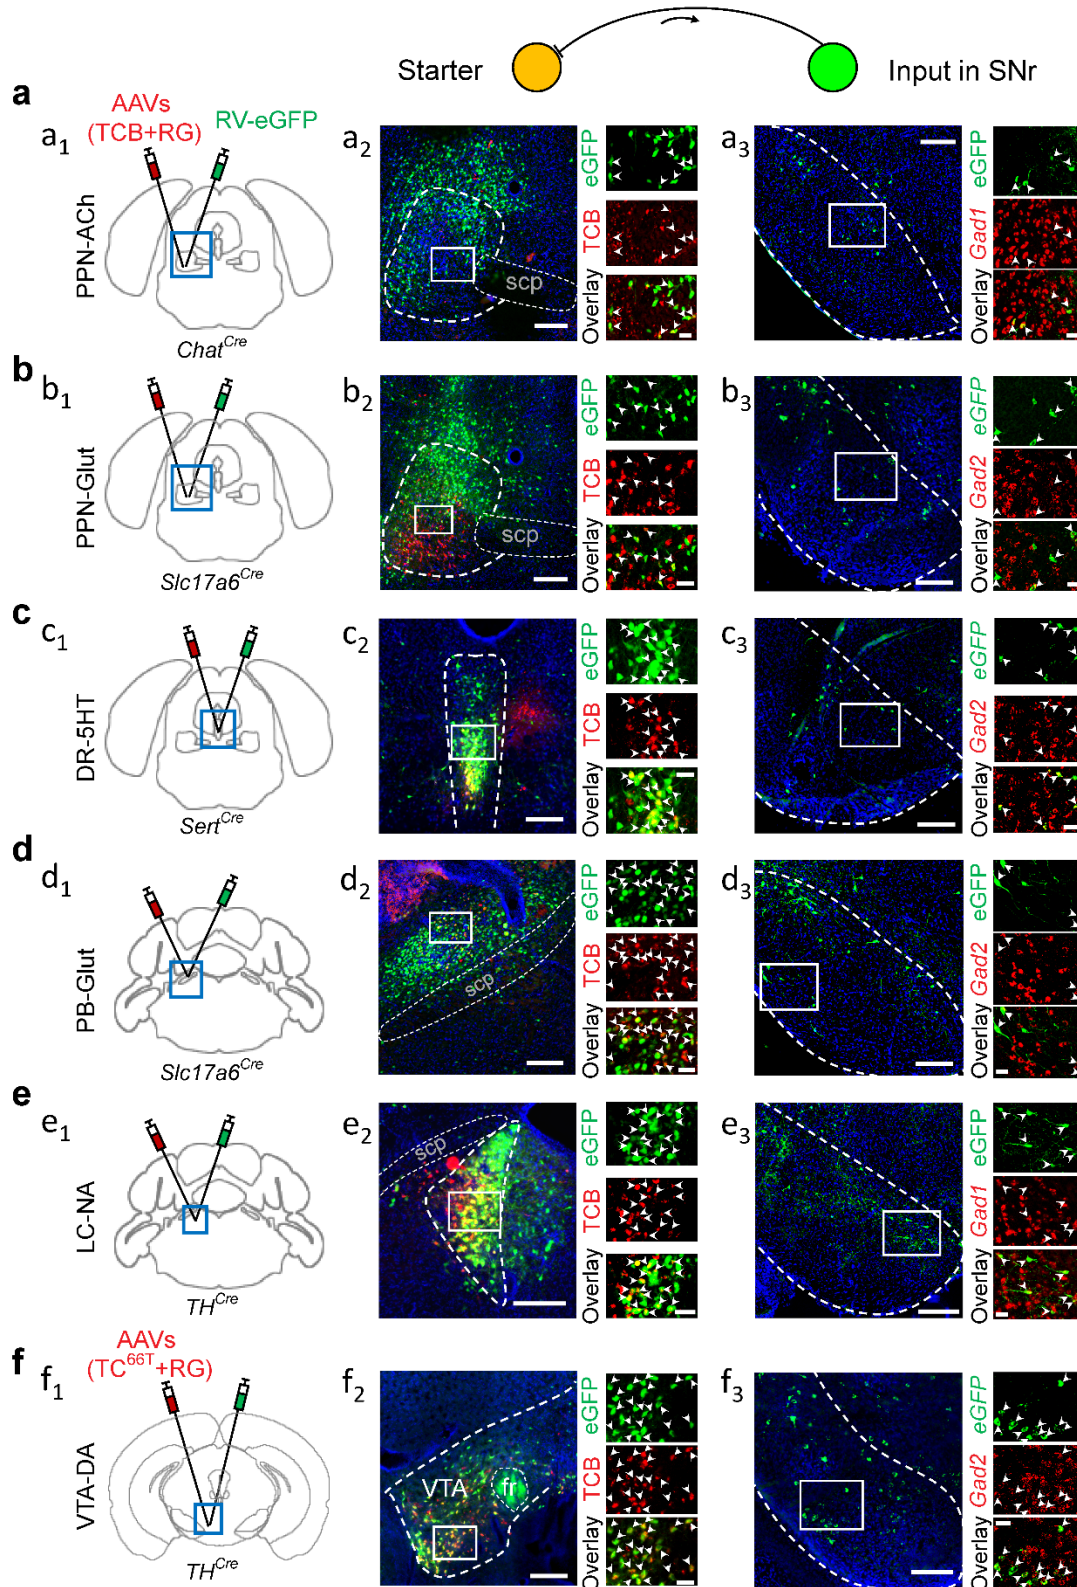 Starter
Input in SNr
a
AAVs
(TCB+RG)
RV-eGFP
a1
PPN-ACh
Chat^Cre
a2
scp
eGFP
TCB
Overlay
a3
eGFP
Gad1
Overlay
b
b1
PPN-Glut
Slc17a6^Cre
b2
scp
eGFP
TCB
Overlay
b3
eGFP
Gad2
Overlay
c
c1
DR-5HT
Sert^Cre
c2
eGFP
TCB
Overlay
c3
eGFP
Gad2
Overlay
d
d1
PB-Glut
Slc17a6^Cre
d2
scp
eGFP
TCB
Overlay
d3
eGFP
Gad2
Overlay
e
e1
LC-NA
TH^Cre
e2
scp
eGFP
TCB
Overlay
e3
eGFP
Gad1
Overlay
f
AAVs
(TC^66T+RG)
f1
VTA-DA
TH^Cre
f2
VTA
fr
eGFP
TCB
Overlay
f3
eGFP
Gad2
Overlay